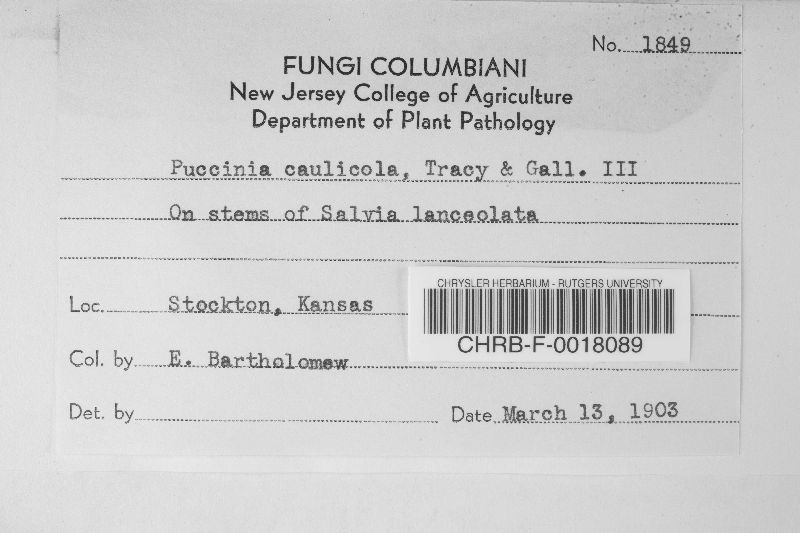 No. 1849
FUNGI COLUMBIANI
New Jersey College of Agriculture
Department of Plant Pathology
Puccinia caulicola, Tracy & Gall. III
On stems of Salvia lanceolata
CHRYSLER HERBARIUM - RUTGERS UNIVERSITY
Loc. Stockton, Kansas
CHRB-F-0018089
Col. by E. Bartholomew
Det. by
Date March 13, 1903